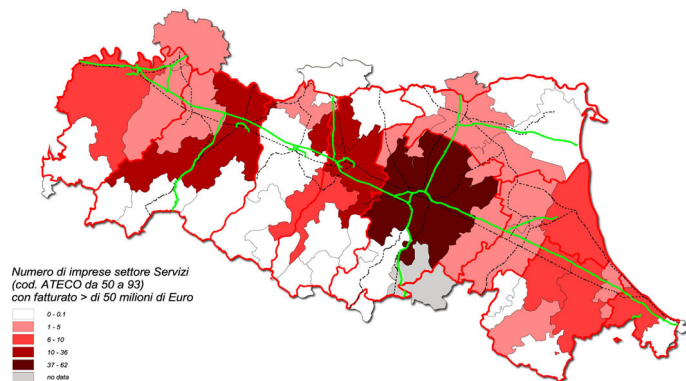 Numero di imprese settore Servizi
(cod. ATECO da 50 a 93)
con fatturato > di 50 milioni di Euro
0 - 0.1
1 - 5
6 - 10
10 - 36
37 - 62
no data